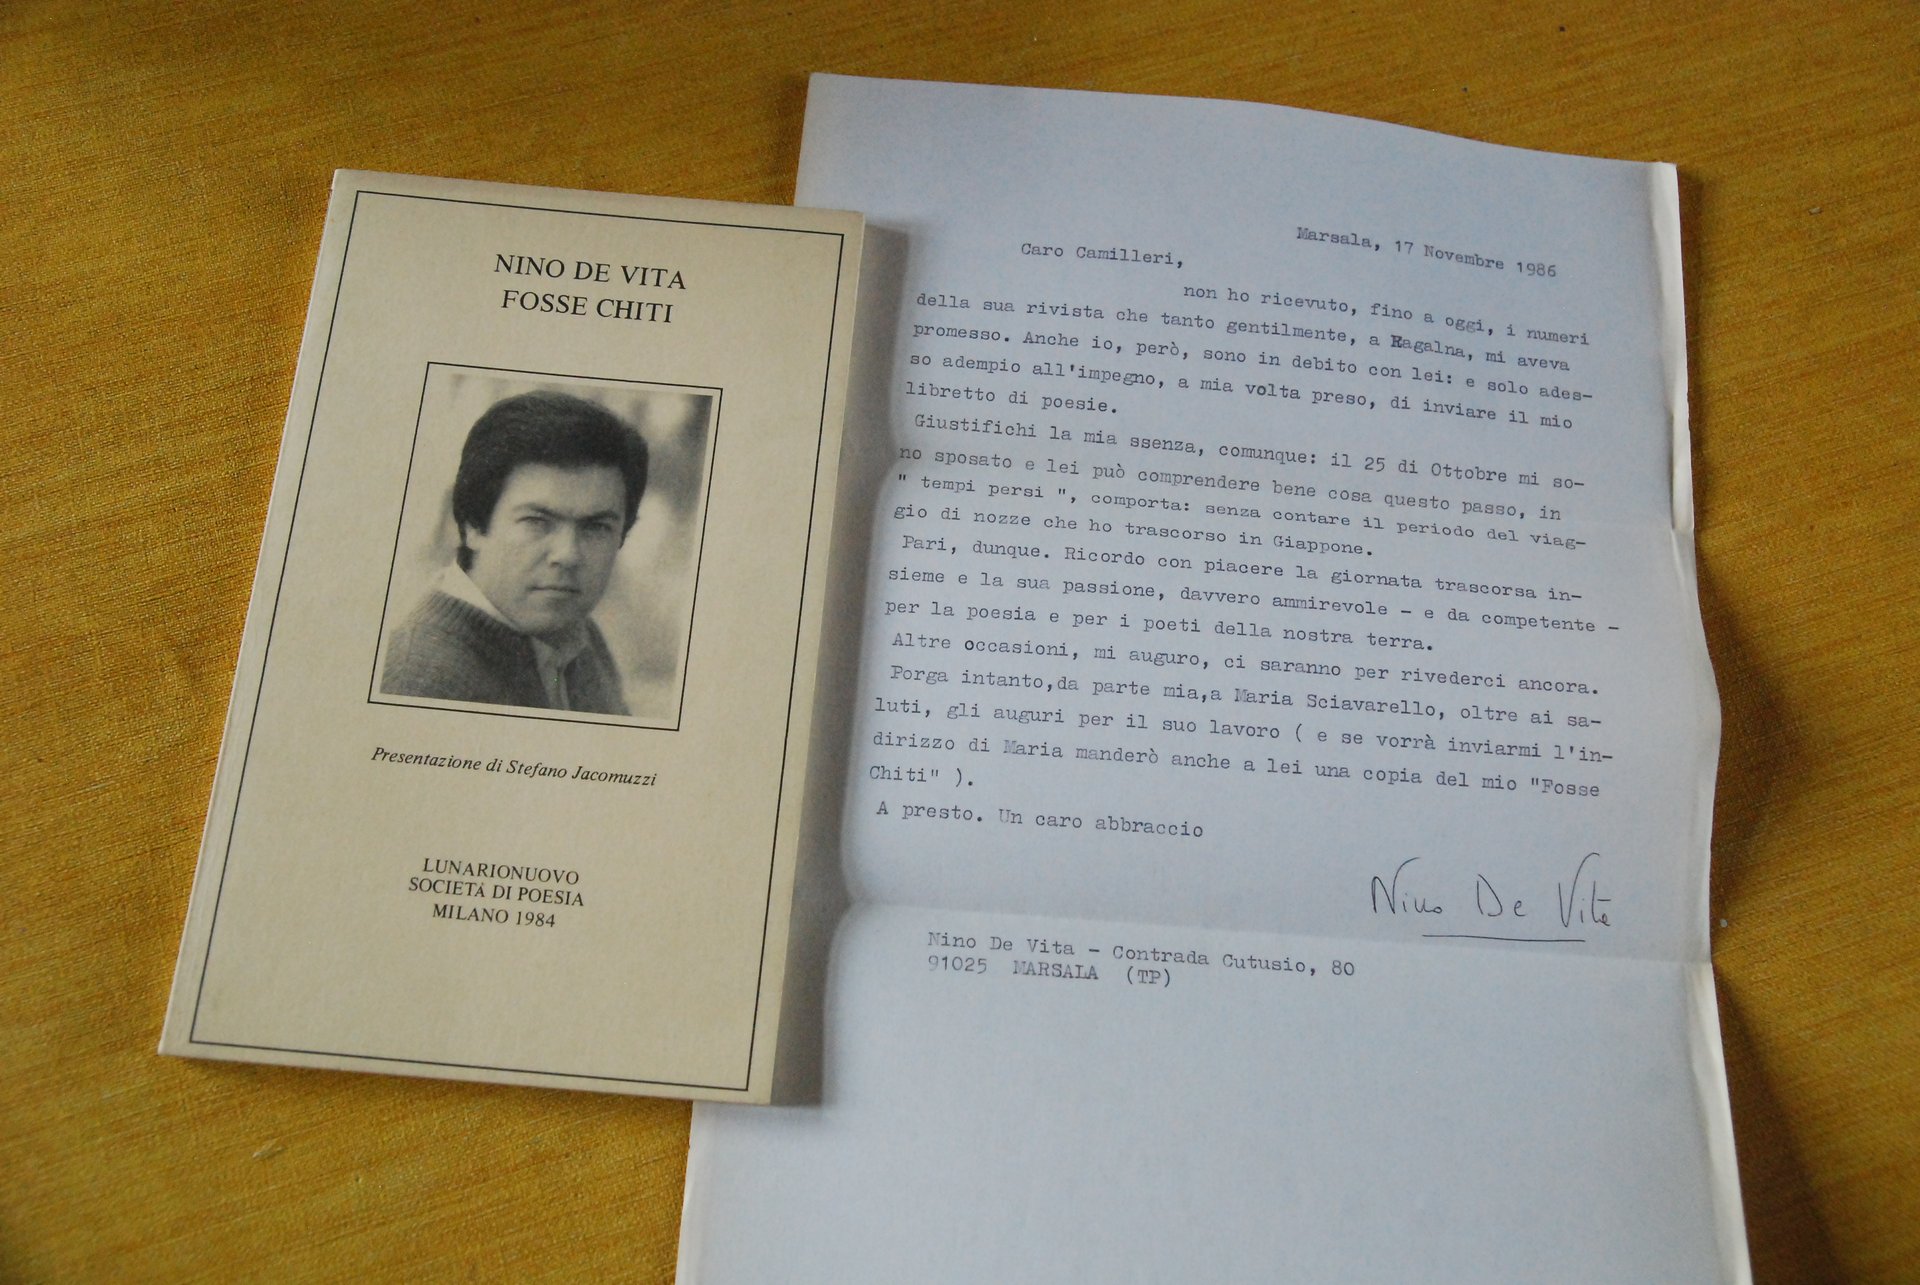 NINO DE VITA
FOSSE CHITI
Presentazione di Stefano Jacomuzzi
LUNARIONUOVO
SOCIETÀ DI POESIA
MILANO 1984
Marsala, 17 Novembre 1986
Caro Camilleri,
non ho ricevuto, fino a oggi, i numeri
della sua rivista che tanto gentilmente, a Ragalna, mi aveva
promesso. Anche io, però, sono in debito con lei: e solo ades-
so adempio all'impegno, a mia volta preso, di inviare il mio
libretto di poesie.
Giustifichi la mia ssenza, comunque: il 25 di Ottobre mi so-
no sposato e lei può comprendere bene cosa questo passo, in
" tempi persi ", comporta: senza contare il periodo del viag-
gio di nozze che ho trascorso in Giappone.
Pari, dunque. Ricordo con piacere la giornata trascorsa in-
sieme e la sua passione, davvero ammirevole - e da competente -
per la poesia e per i poeti della nostra terra.
Altre occasioni, mi auguro, ci saranno per rivederci ancora.
Porga intanto,da parte mia,a Maria Sciavarello, oltre ai sa-
luti, gli auguri per il suo lavoro ( e se vorrà inviarmi l'in-
dirizzo di Maria manderò anche a lei una copia del mio "Fosse
Chiti" ).
A presto. Un caro abbraccio
Nino De Vita
Nino De Vita - Contrada Cutusio, 80
91025 MARSALA (TP)